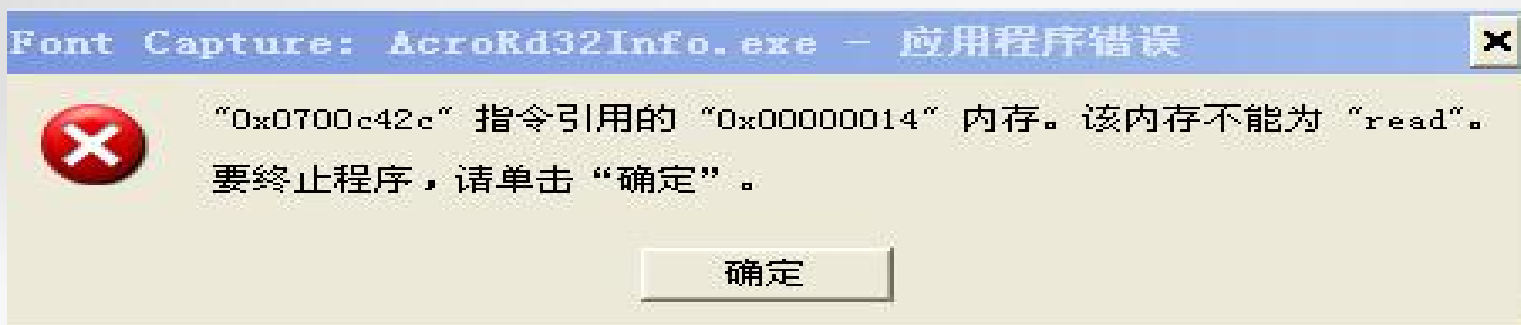 Font Capture: AcroRd32Info.exe - 应用程序错误
"0x0700c42c" 指令引用的 "0x00000014" 内存。该内存不能为 "read"。
要终止程序，请单击“确定”。
确定